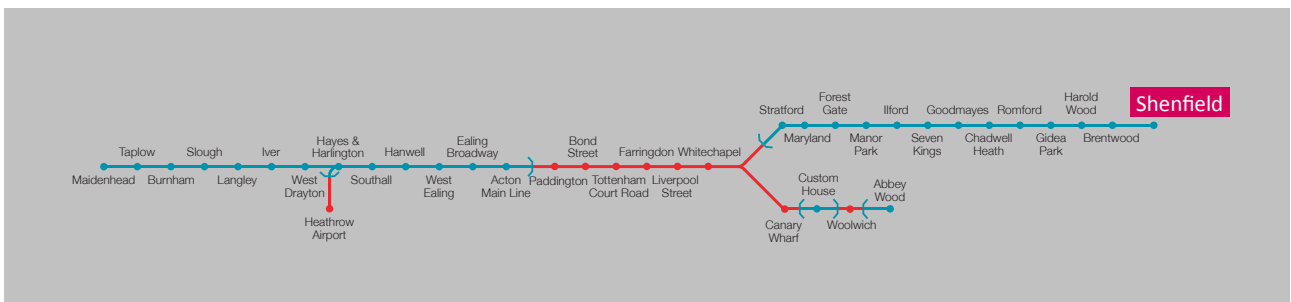 Maidenhead
Taplow
Burnham
Slough
Langley
Iver
West
Drayton
Hayes &
Harlington
Heathrow
Airport
Southall
Hanwell
West
Ealing
Ealing
Broadway
Acton
Main Line
Paddington
Bond
Street
Tottenham
Court Road
Farringdon
Liverpool
Street
Whitechapel
Stratford
Maryland
Forest
Gate
Manor
Park
Ilford
Seven
Kings
Goodmayes
Chadwell
Heath
Romford
Gidea
Park
Harold
Wood
Brentwood
Shenfield
Canary
Wharf
Custom
House
Woolwich
Abbey
Wood